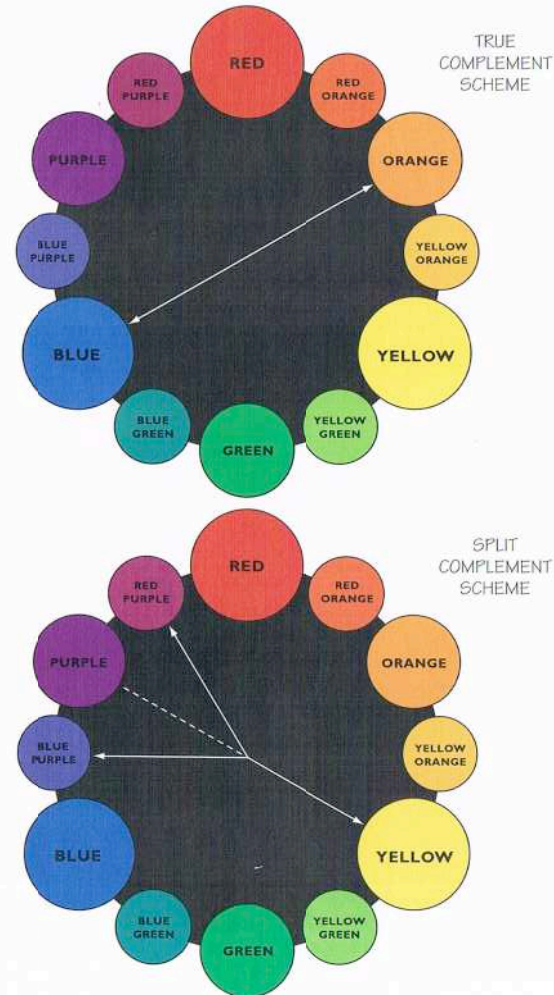 TRUE
COMPLEMENT
SCHEME
RED
RED
PURPLE
RED
ORANGE
PURPLE
ORANGE
BLUE
PURPLE
YELLOW
ORANGE
BLUE
YELLOW
BLUE
GREEN
YELLOW
GREEN
GREEN
SPLIT
COMPLEMENT
SCHEME
RED
RED
PURPLE
RED
ORANGE
PURPLE
ORANGE
BLUE
PURPLE
YELLOW
ORANGE
BLUE
YELLOW
BLUE
GREEN
YELLOW
GREEN
GREEN